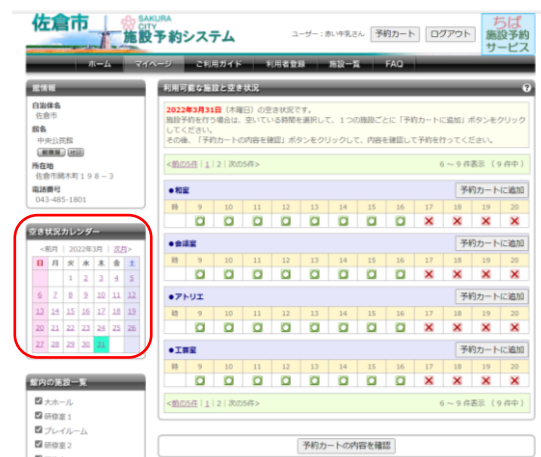 佐倉市
SAKURA
CITY
施設予約システム
ユーザー：赤い牛乳さん 予約カート ログアウト
ちば
施設予約
サービス
ホーム マイページ ご利用ガイド 利用者登録 施設一覧 FAQ
館情報
自治体名
佐倉市
館名
中央公民館
地図
所在地
佐倉市鏑木町198－3
電話番号
043-485-1801
空き状況カレンダー
<前月 | 2022年3月 | 次月>
日 月 火 水 木 金 土
1 2 3 4 5
6 7 8 9 10 11 12
13 14 15 16 17 18 19
20 21 22 23 24 25 26
27 28 29 30 31
館内の施設一覧
大ホール
研修室1
プレイルーム
研修室2
利用可能な施設と空き状況
2022年3月31日（木曜日）の空き状況です。
施設予約を行う場合は、空いている時間を選択して、1つの施設ごとに「予約カートに追加」ボタンをクリックしてください。
その後、「予約カートの内容を確認」ボタンをクリックして、内容を確認して予約を行ってください。
<前の5件 | 1 | 2 | 次の5件> 6～9件表示（9件中）
●和室 予約カートに追加
時 9 10 11 12 13 14 15 16 17 18 19 20
●会議室 予約カートに追加
時 9 10 11 12 13 14 15 16 17 18 19 20
●アトリエ 予約カートに追加
時 9 10 11 12 13 14 15 16 17 18 19 20
●工芸室 予約カートに追加
時 9 10 11 12 13 14 15 16 17 18 19 20
<前の5件 | 1 | 2 | 次の5件> 6～9件表示（9件中）
予約カートの内容を確認